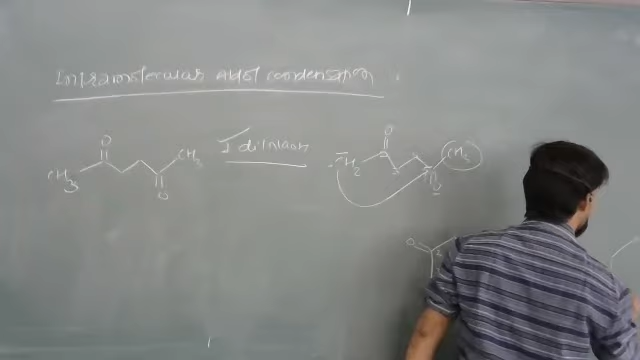 Intramolecular aldol condensation
O
CH3
I dil NaOH
CH3
O
O
CH2
CH3
O
O